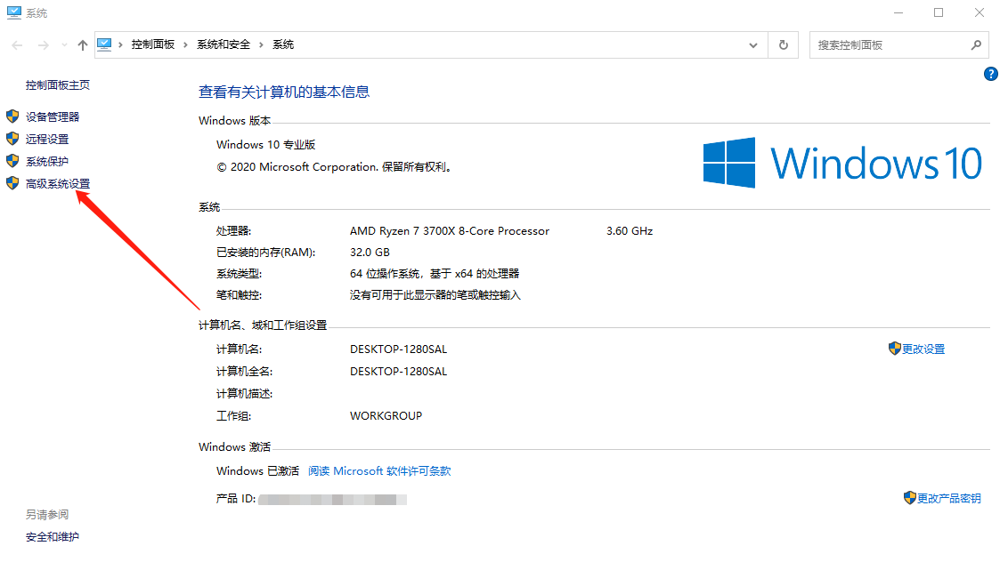 系统
控制面板 › 系统和安全 › 系统
搜索控制面板
?
控制面板主页
设备管理器
远程设置
系统保护
高级系统设置
查看有关计算机的基本信息
Windows 版本
Windows 10 专业版
© 2020 Microsoft Corporation. 保留所有权利。
Windows 10
系统
处理器: AMD Ryzen 7 3700X 8-Core Processor 3.60 GHz
已安装的内存(RAM): 32.0 GB
系统类型: 64 位操作系统，基于 x64 的处理器
笔和触控: 没有可用于此显示器的笔或触控输入
计算机名、域和工作组设置
计算机名: DESKTOP-1280SAL 更改设置
计算机全名: DESKTOP-1280SAL
计算机描述:
工作组: WORKGROUP
Windows 激活
Windows 已激活 阅读 Microsoft 软件许可条款
产品 ID: 更改产品密钥
另请参阅
安全和维护